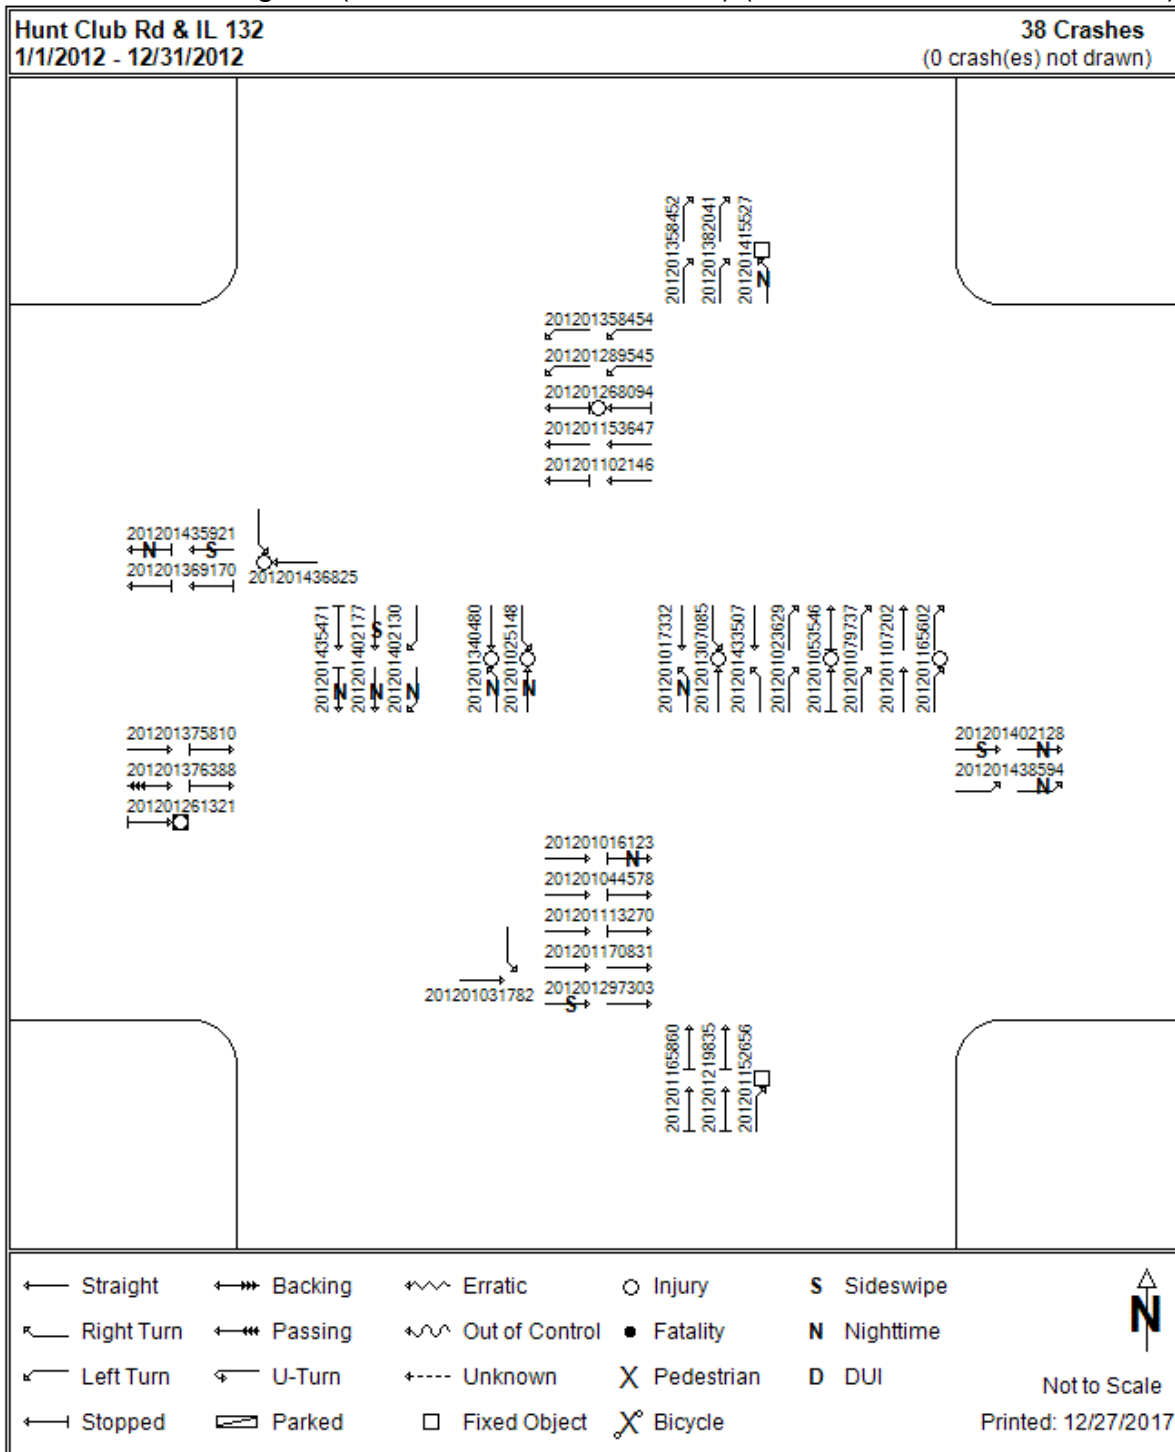 Hunt Club Rd & IL 132
38 Crashes
1/1/2012 - 12/31/2012
(0 crash(es) not drawn)
201201358452
201201382041
201201415527
N
201201358454
201201289545
201201268094
201201153647
201201102146
201201435921
N S
201201369170
201201436825
201201435471
N
201201402177
S
N
201201402130
N
201201340480
N
201201025148
N
201201017332
N
201201307085
201201433507
201201023629
201201053546
201201079737
201201107202
201201165602
201201375810
201201376388
201201261321
201201402128
S N
201201438594
N
201201016123
N
201201044578
201201113270
201201170831
201201297303
S
201201031782
201201165860
201201219835
201201152656
Straight Backing Erratic Injury S Sideswipe
Right Turn Passing Out of Control Fatality N Nighttime
Left Turn U-Turn Unknown X Pedestrian D DUI
Stopped Parked Fixed Object Bicycle
N
Not to Scale
Printed: 12/27/2017